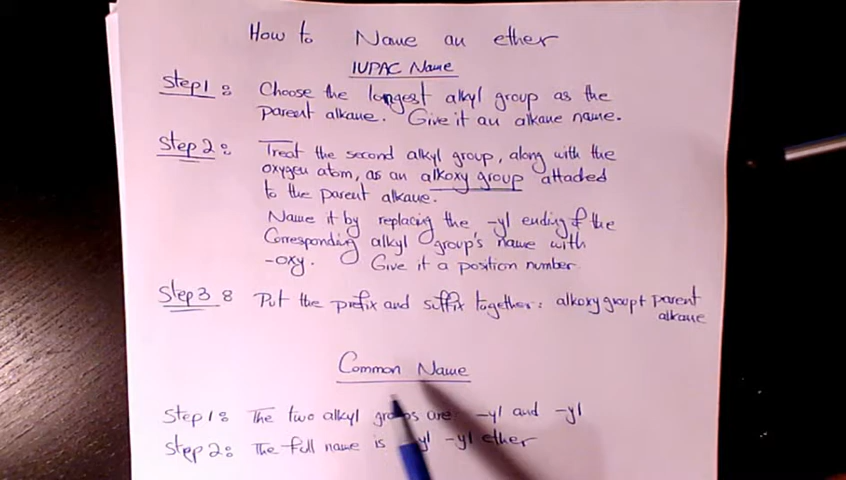 How to Name an ether
IUPAC Name
Step 1: Choose the longest alkyl group as the
parent alkane. Give it an alkane name.
Step 2: Treat the second alkyl group, along with the
oxygen atom, as an alkoxy group attached
to the parent alkane.
Name it by replacing the -yl ending of the
Corresponding alkyl group's name with
-oxy. Give it a position number
Step 3: Put the prefix and suffix together: alkoxy group + parent
alkane
Common Name
Step 1: The two alkyl groups are: -yl and -yl
Step 2: The full name is yl -yl ether